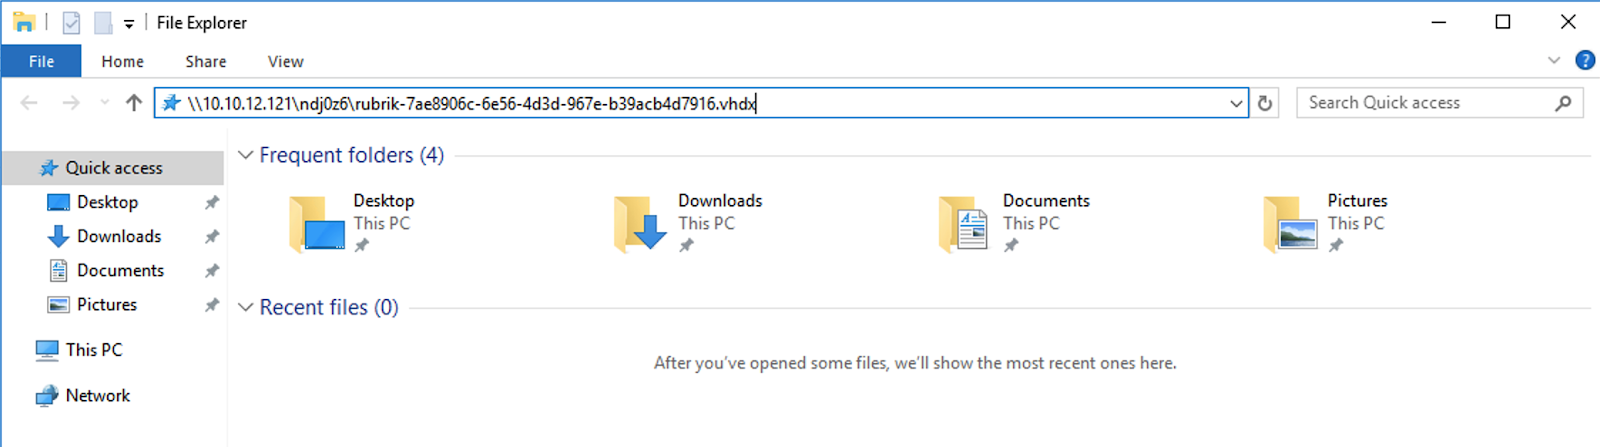 File Explorer
File Home Share View
\\10.10.12.121\ndj0z6\rubrik-7ae8906c-6e56-4d3d-967e-b39acb4d7916.vhdx
Search Quick access
Quick access
Desktop
Downloads
Documents
Pictures
This PC
Network
Frequent folders (4)
Desktop
This PC
Downloads
This PC
Documents
This PC
Pictures
This PC
Recent files (0)
After you've opened some files, we'll show the most recent ones here.